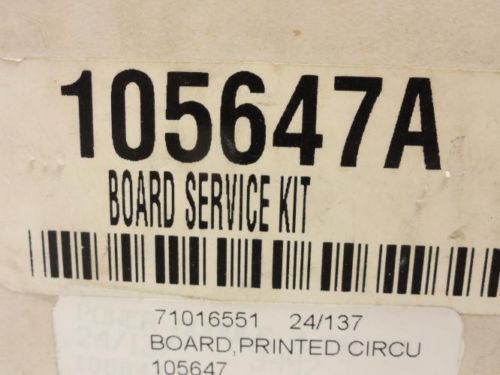 105647A
BOARD SERVICE KIT
71016551 24/137
BOARD,PRINTED CIRCU
105647